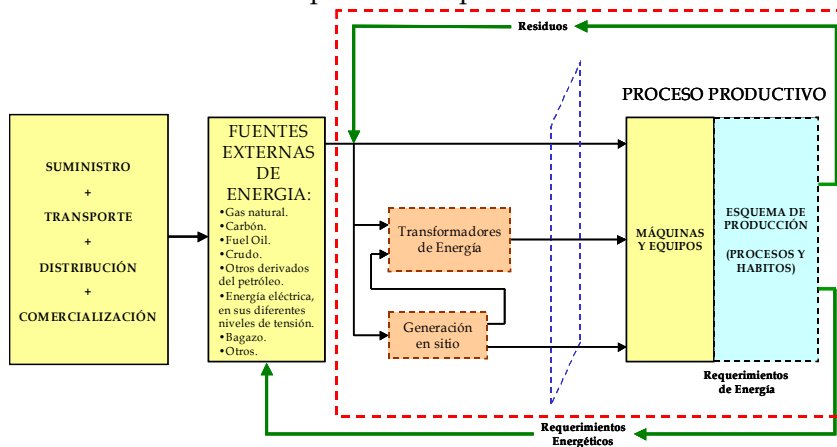 Residuos
PROCESO PRODUCTIVO
SUMINISTRO
+
TRANSPORTE
+
DISTRIBUCIÓN
+
COMERCIALIZACIÓN
FUENTES
EXTERNAS
DE
ENERGIA:
•Gas natural.
•Carbón.
•Fuel Oil.
•Crudo.
•Otros derivados
del petróleo.
•Energía eléctrica,
en sus diferentes
niveles de tensión.
•Bagazo.
•Otros.
Transformadores
de Energía
Generación
en sitio
MÁQUINAS
Y EQUIPOS
ESQUEMA DE
PRODUCCIÓN
(PROCESOS Y
HABITOS)
Requerimientos
de Energía
Requerimientos
Energéticos